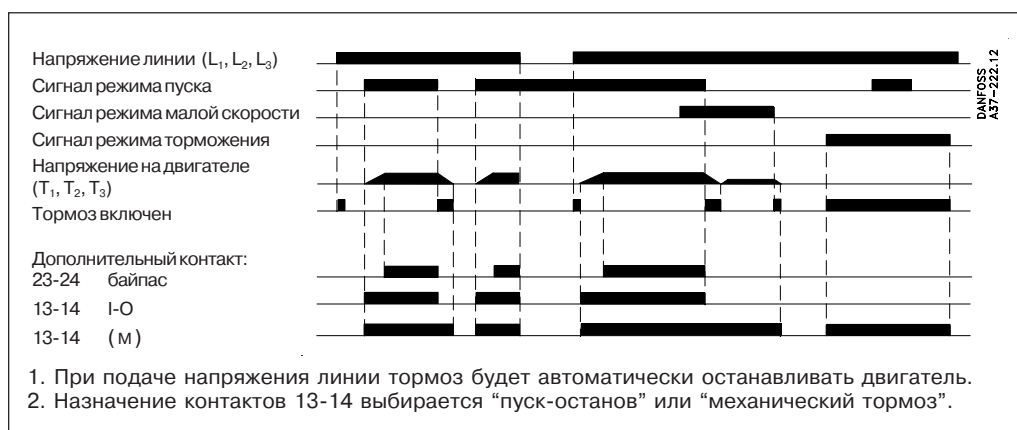 Напряжение линии (L₁, L₂, L₃)
Сигнал режима пуска
Сигнал режима малой скорости
Сигнал режима торможения
Напряжение на двигателе
(T₁, T₂, T₃)
Тормоз включен
Дополнительный контакт:
23-24 байпас
13-14 I-O
13-14 (M)
DANFOSS
A37-222.12
1. При подаче напряжения линии тормоз будет автоматически останавливать двигатель.
2. Назначение контактов 13-14 выбирается “пуск-останов” или “механический тормоз”.